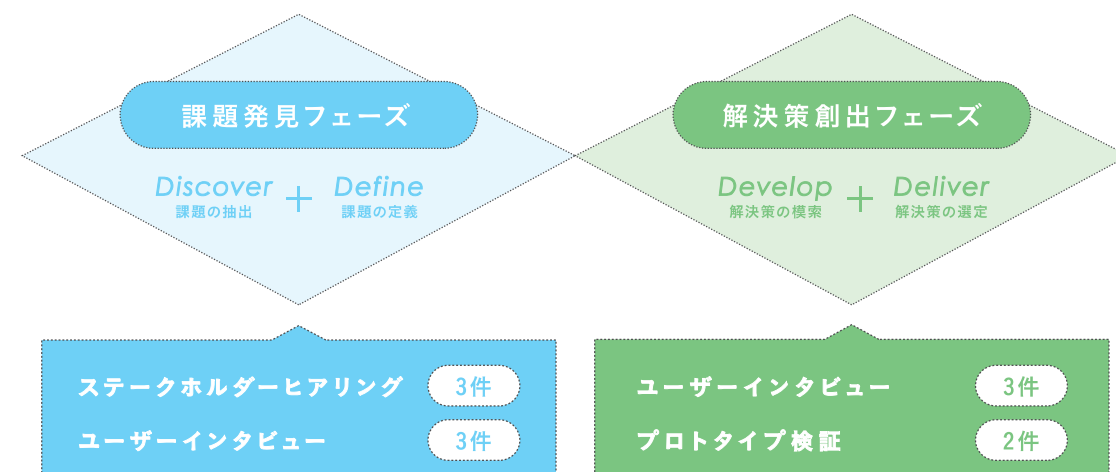 課題発見フェーズ
Discover + Define
課題の抽出 課題の定義
ステークホルダーヒアリング 3件
ユーザーインタビュー 3件
解決策創出フェーズ
Develop + Deliver
解決策の模索 解決策の選定
ユーザーインタビュー 3件
プロトタイプ検証 2件